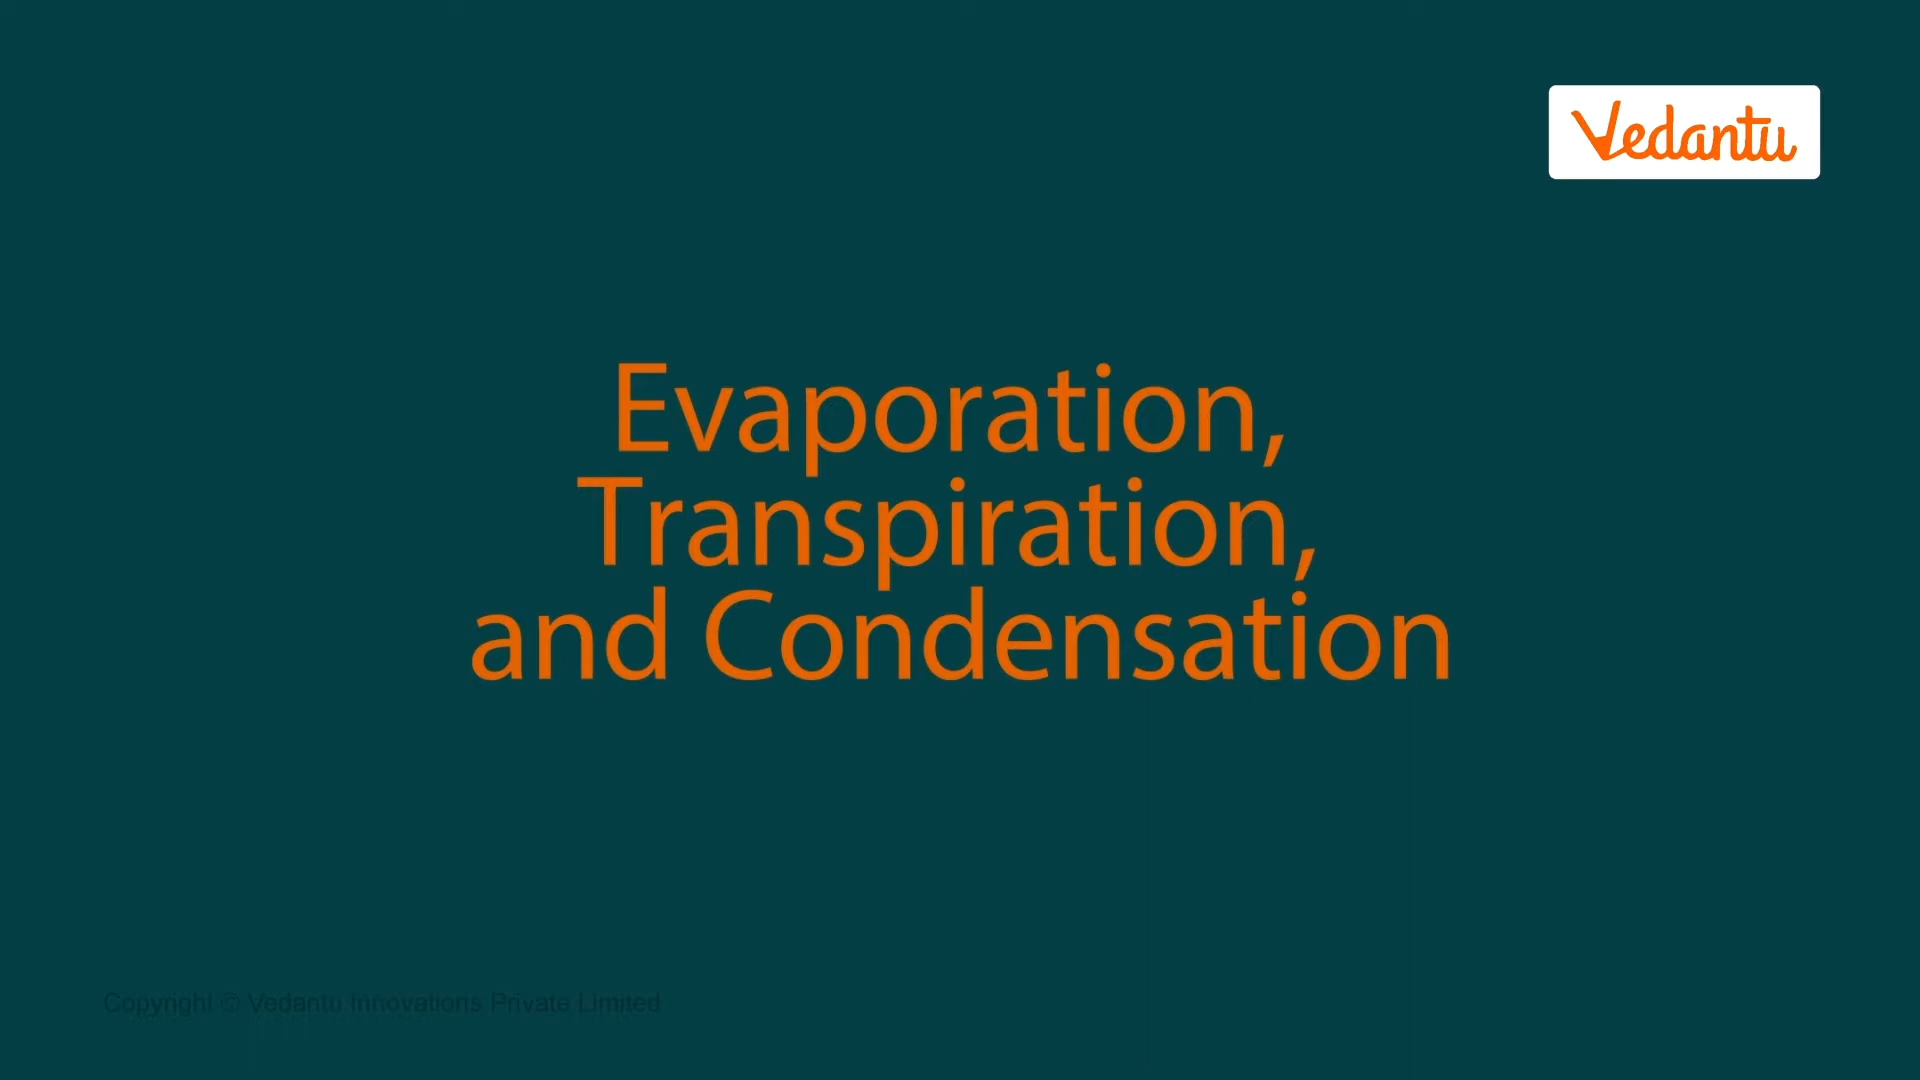 Vedantu
Evaporation,
Transpiration,
and Condensation
Copyright © Vedantu Innovations Private Limited